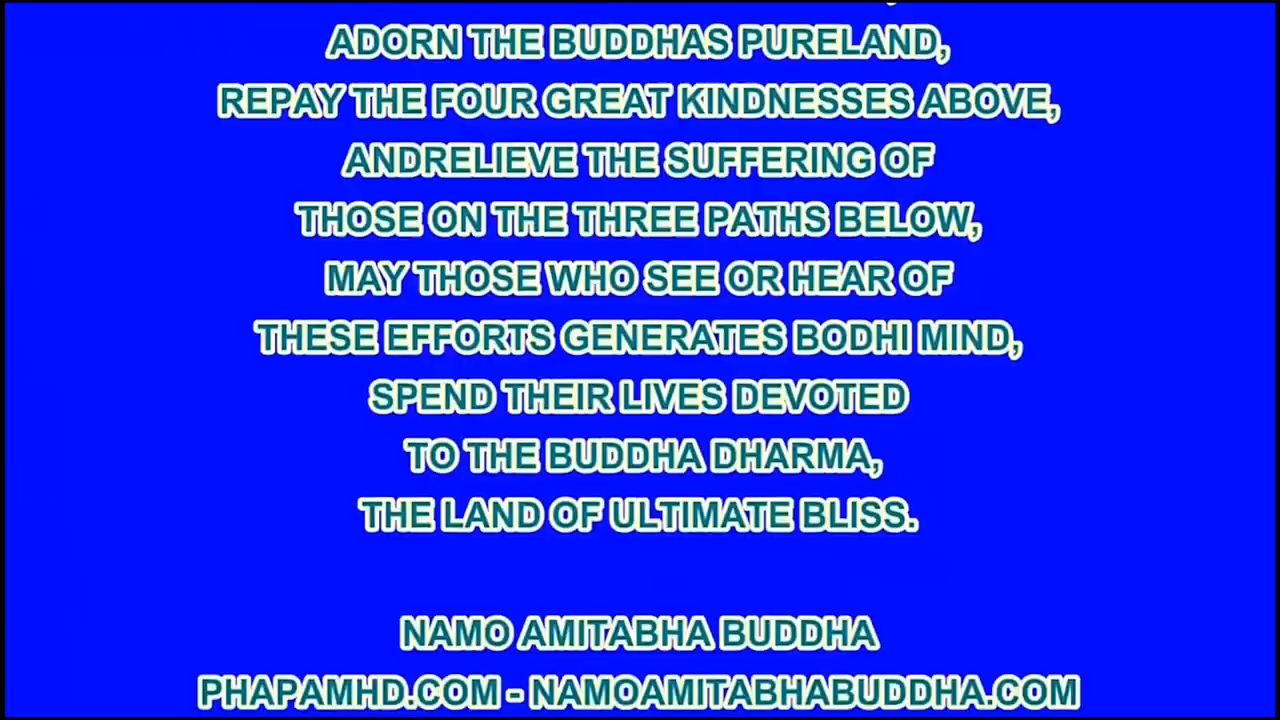 ADORN THE BUDDHAS PURELAND,
REPAY THE FOUR GREAT KINDNESSES ABOVE,
ANDRELIEVE THE SUFFERING OF
THOSE ON THE THREE PATHS BELOW,
MAY THOSE WHO SEE OR HEAR OF
THESE EFFORTS GENERATES BODHI MIND,
SPEND THEIR LIVES DEVOTED
TO THE BUDDHA DHARMA,
THE LAND OF ULTIMATE BLISS.
NAMO AMITABHA BUDDHA
PHAPAMHD.COM - NAMOAMITABHABUDDHA.COM